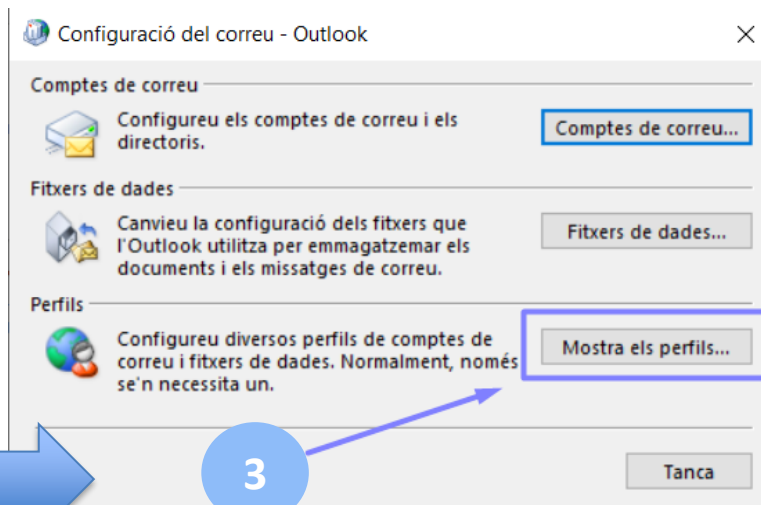 Configuració del correu - Outlook
Comptes de correu
Configureu els comptes de correu i els
directoris.
Comptes de correu...
Fitxers de dades
Canvieu la configuració dels fitxers que
l'Outlook utilitza per emmagatzemar els
documents i els missatges de correu.
Fitxers de dades...
Perfils
Configureu diversos perfils de comptes de
correu i fitxers de dades. Normalment, només
se'n necessita un.
Mostra els perfils...
3
Tanca